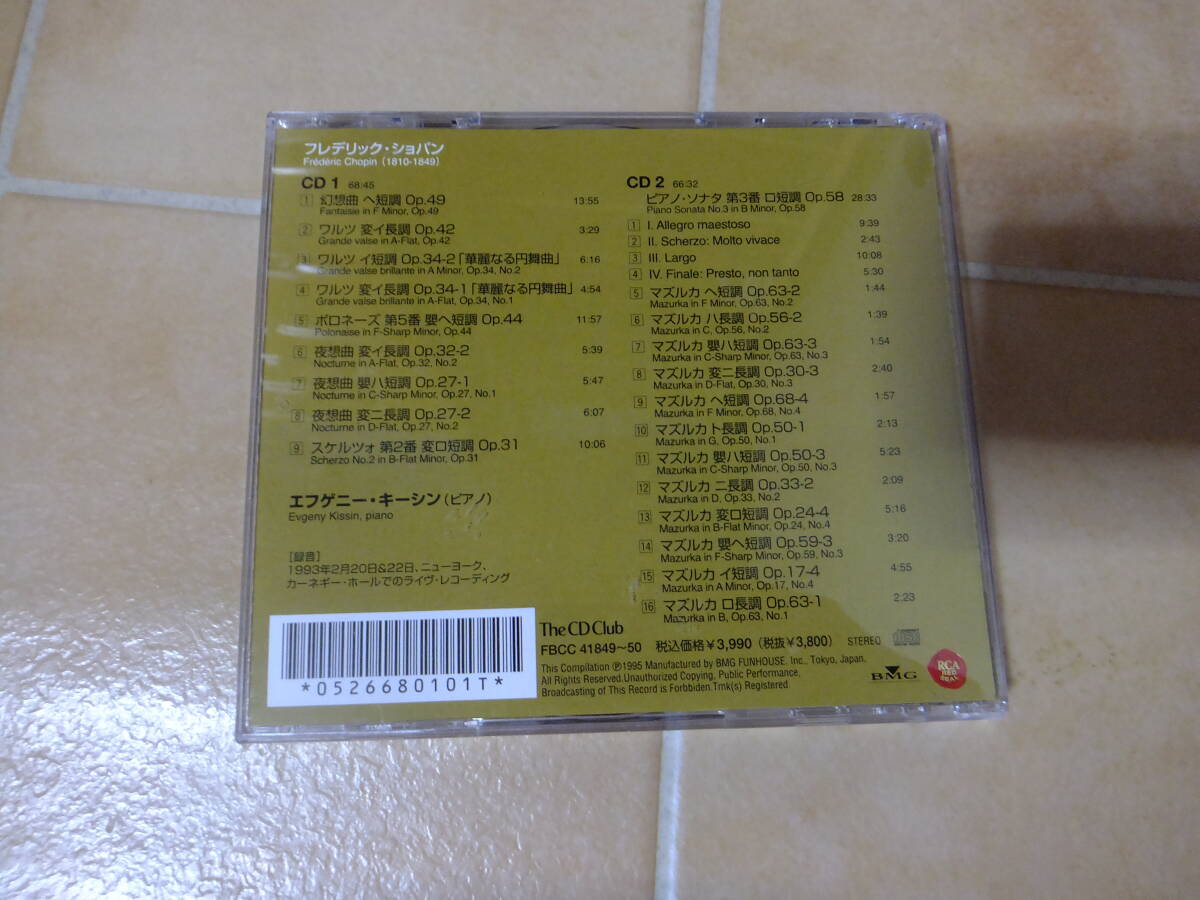 フレデリック・ショパン
Frédéric Chopin (1810-1849)
CD 1 68:45
1 幻想曲 ヘ短調 Op.49 13:55
Fantaisie in F Minor, Op.49
2 ワルツ 変イ長調 Op.42 3:29
Grande valse in A-Flat, Op.42
3 ワルツ イ短調 Op.34-2「華麗なる円舞曲」 6:16
Grande valse brillante in A Minor, Op.34, No.2
4 ワルツ 変イ長調 Op.34-1「華麗なる円舞曲」 4:54
Grande valse brillante in A-Flat, Op.34, No.1
5 ポロネーズ 第5番 嬰ヘ短調 Op.44 11:57
Polonaise in F-Sharp Minor, Op.44
6 夜想曲 変イ長調 Op.32-2 5:39
Nocturne in A-Flat, Op.32, No.2
7 夜想曲 嬰ハ短調 Op.27-1 5:47
Nocturne in C-Sharp Minor, Op.27, No.1
8 夜想曲 変ニ長調 Op.27-2 6:07
Nocturne in D-Flat, Op.27, No.2
9 スケルツォ 第2番 変ロ短調 Op.31 10:06
Scherzo No.2 in B-Flat Minor, Op.31
エフゲニー・キーシン(ピアノ)
Evgeny Kissin, piano
[録音]
1993年2月20日&22日、ニューヨーク、
カーネギー・ホールでのライヴ・レコーディング
*0526680101T*
CD 2 66:32
ピアノ・ソナタ 第3番 ロ短調 Op.58 28:33
Piano Sonata No.3 in B Minor, Op.58
1 I. Allegro maestoso 9:39
2 II. Scherzo: Molto vivace 2:43
3 III. Largo 10:08
4 IV. Finale: Presto, non tanto 5:30
5 マズルカ ヘ短調 Op.63-2 1:44
Mazurka in F Minor, Op.63, No.2
6 マズルカ ハ長調 Op.56-2 1:39
Mazurka in C, Op.56, No.2
7 マズルカ 嬰ハ短調 Op.63-3 1:54
Mazurka in C-Sharp Minor, Op.63, No.3
8 マズルカ 変ニ長調 Op.30-3 2:40
Mazurka in D-Flat, Op.30, No.3
9 マズルカ ヘ短調 Op.68-4 1:57
Mazurka in F Minor, Op.68, No.4
10 マズルカ ト長調 Op.50-1 2:13
Mazurka in G, Op.50, No.1
11 マズルカ 嬰ハ短調 Op.50-3 5:23
Mazurka in C-Sharp Minor, Op.50, No.3
12 マズルカ ニ長調 Op.33-2 2:09
Mazurka in D, Op.33, No.2
13 マズルカ 変ロ短調 Op.24-4 5:16
Mazurka in B-Flat Minor, Op.24, No.4
14 マズルカ 嬰ヘ短調 Op.59-3 3:20
Mazurka in F-Sharp Minor, Op.59, No.3
15 マズルカ イ短調 Op.17-4 4:55
Mazurka in A Minor, Op.17, No.4
16 マズルカ ロ長調 Op.63-1 2:23
Mazurka in B, Op.63, No.1
The CD Club
FBCC 41849〜50 税込価格¥3,990(税抜¥3,800) STEREO
This Compilation ℗1995 Manufactured by BMG FUNHOUSE. Inc., Tokyo, Japan.
All Rights Reserved.Unauthorized Copying, Public Performance,
Broadcasting of This Record is Forbidden.Tmk(s) Registered.
BMG
RCA
RED
SEAL